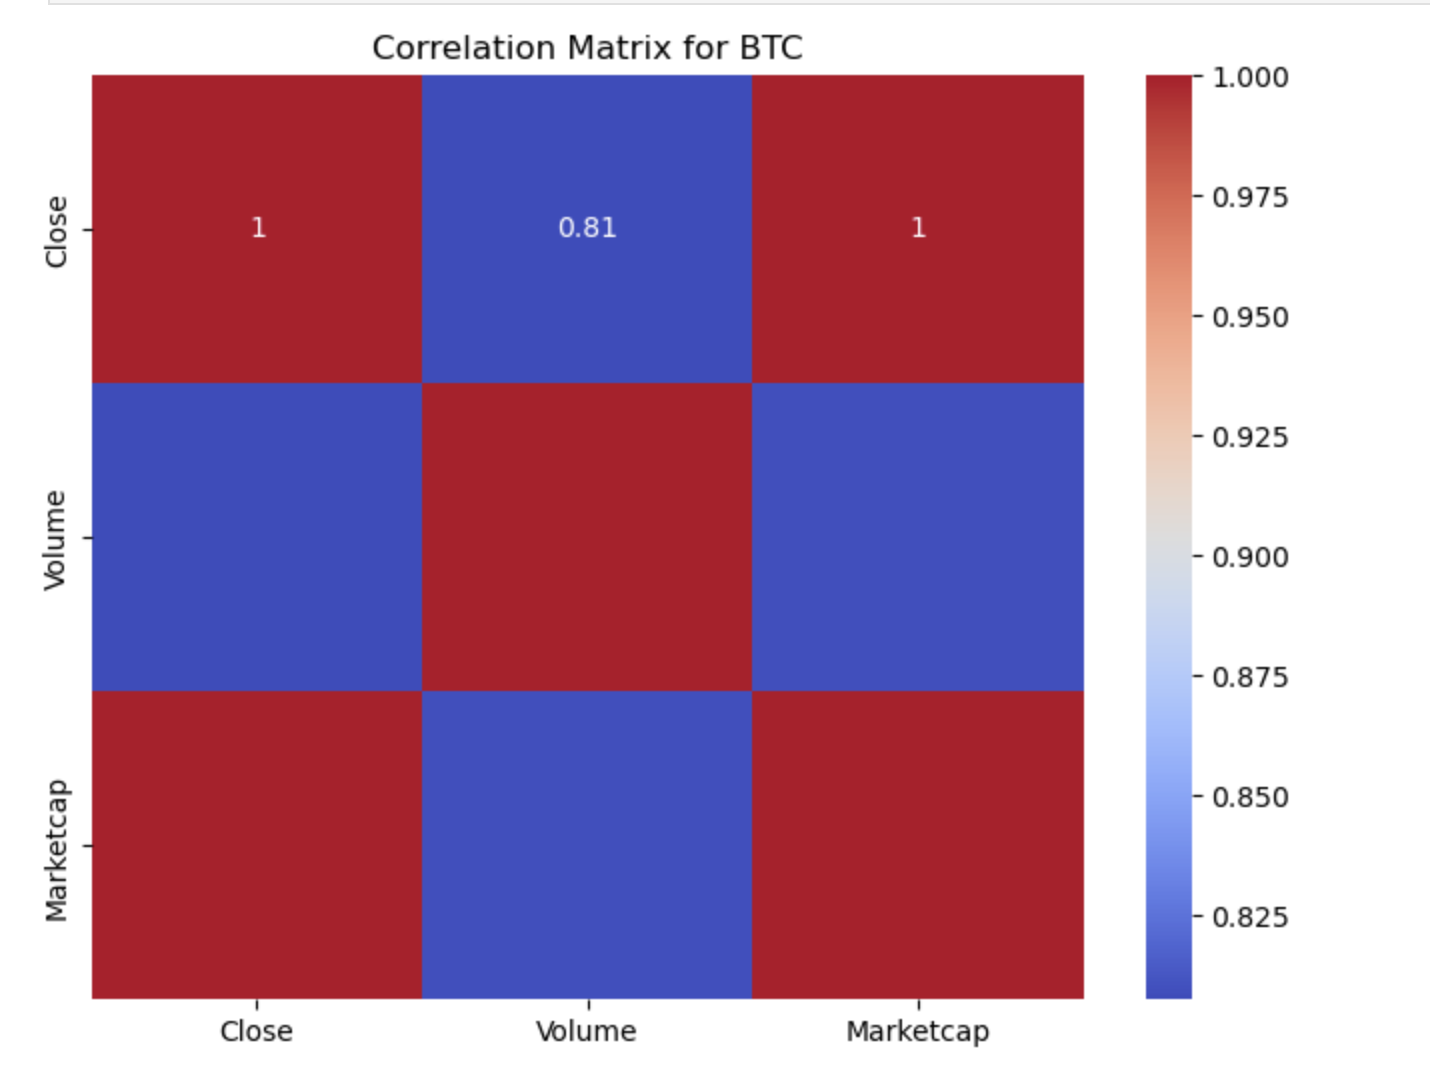 Correlation Matrix for BTC
Close
1
0.81
1
Volume
Marketcap
Close
Volume
Marketcap
1.000
0.975
0.950
0.925
0.900
0.875
0.850
0.825